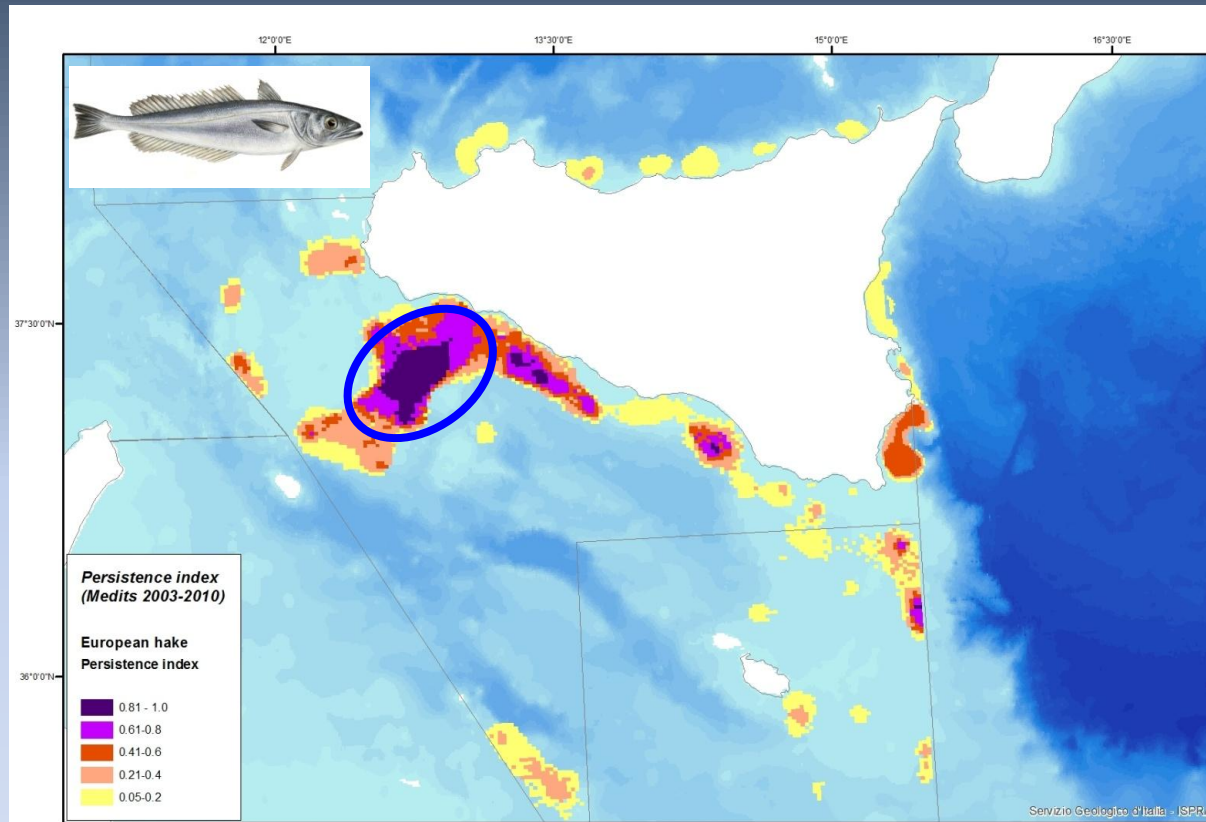 12°0'0"E
13°30'0"E
15°0'0"E
16°30'0"E
37°30'0"N
36°0'0"N
Persistence index
(Medits 2003-2010)
European hake
Persistence index
0.81 - 1.0
0.61-0.8
0.41-0.6
0.21-0.4
0.05-0.2
Servizio Geologico d'Italia - ISPR